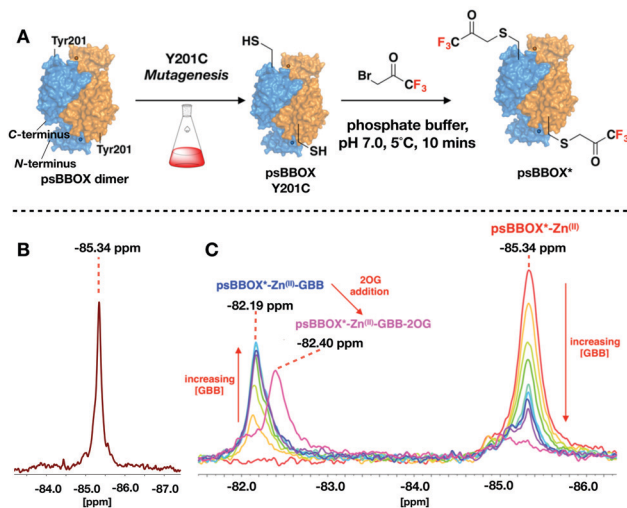 A
Tyr201
C-terminus
N-terminus
Tyr201
psBBOX dimer
Y201C
Mutagenesis
HS
SH
psBBOX
Y201C
O
Br
CF3
phosphate buffer,
pH 7.0, 5°C, 10 mins
O
F3C
S
S
CF3
O
psBBOX*
B
-85.34 ppm
-84.0 -85.0 -86.0 -87.0
[ppm]
C
psBBOX*-Zn(II)
-85.34 ppm
psBBOX*-Zn(II)-GBB
-82.19 ppm
2OG
addition
psBBOX*-Zn(II)-GBB-2OG
-82.40 ppm
increasing
[GBB]
increasing
[GBB]
-82.0 -83.0 -84.0 -85.0 -86.0
[ppm]